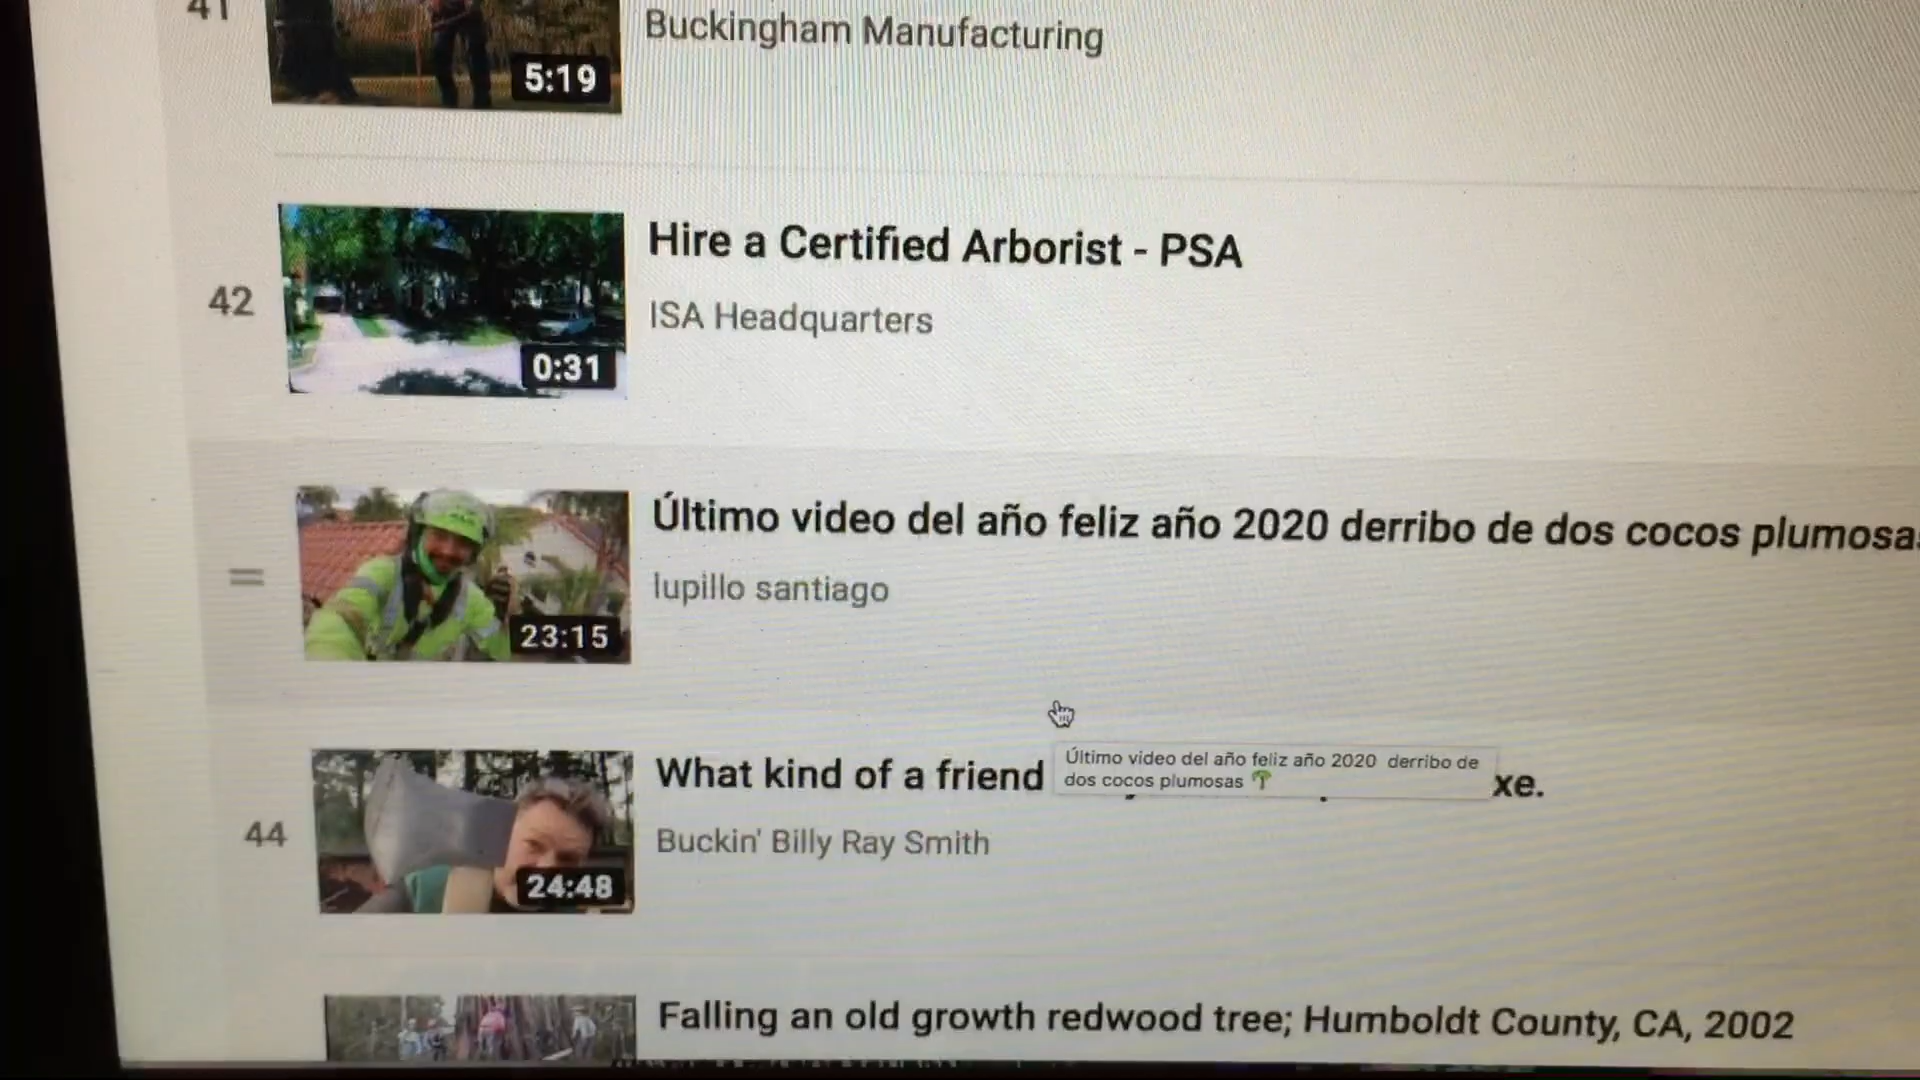 41
Buckingham Manufacturing
5:19
Hire a Certified Arborist - PSA
42
ISA Headquarters
0:31
Último video del año feliz año 2020 derribo de dos cocos plumosas
lupillo santiago
23:15
What kind of a friend
xe.
Último video del año feliz año 2020 derribo de
dos cocos plumosas 🌴
44
Buckin' Billy Ray Smith
24:48
Falling an old growth redwood tree; Humboldt County, CA, 2002